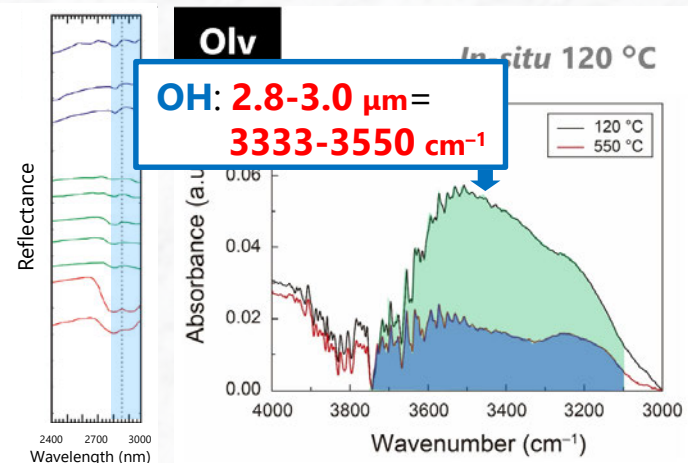 Olv
In-situ 120 °C
OH: 2.8-3.0 μm=
3333-3550 cm⁻¹
120 °C
550 °C
Reflectance
2400 2700 3000
Wavelength (nm)
Absorbance (a.u
0.06
0.04
0.02
0.00
4000 3800 3600 3400 3200 3000
Wavenumber (cm⁻¹)